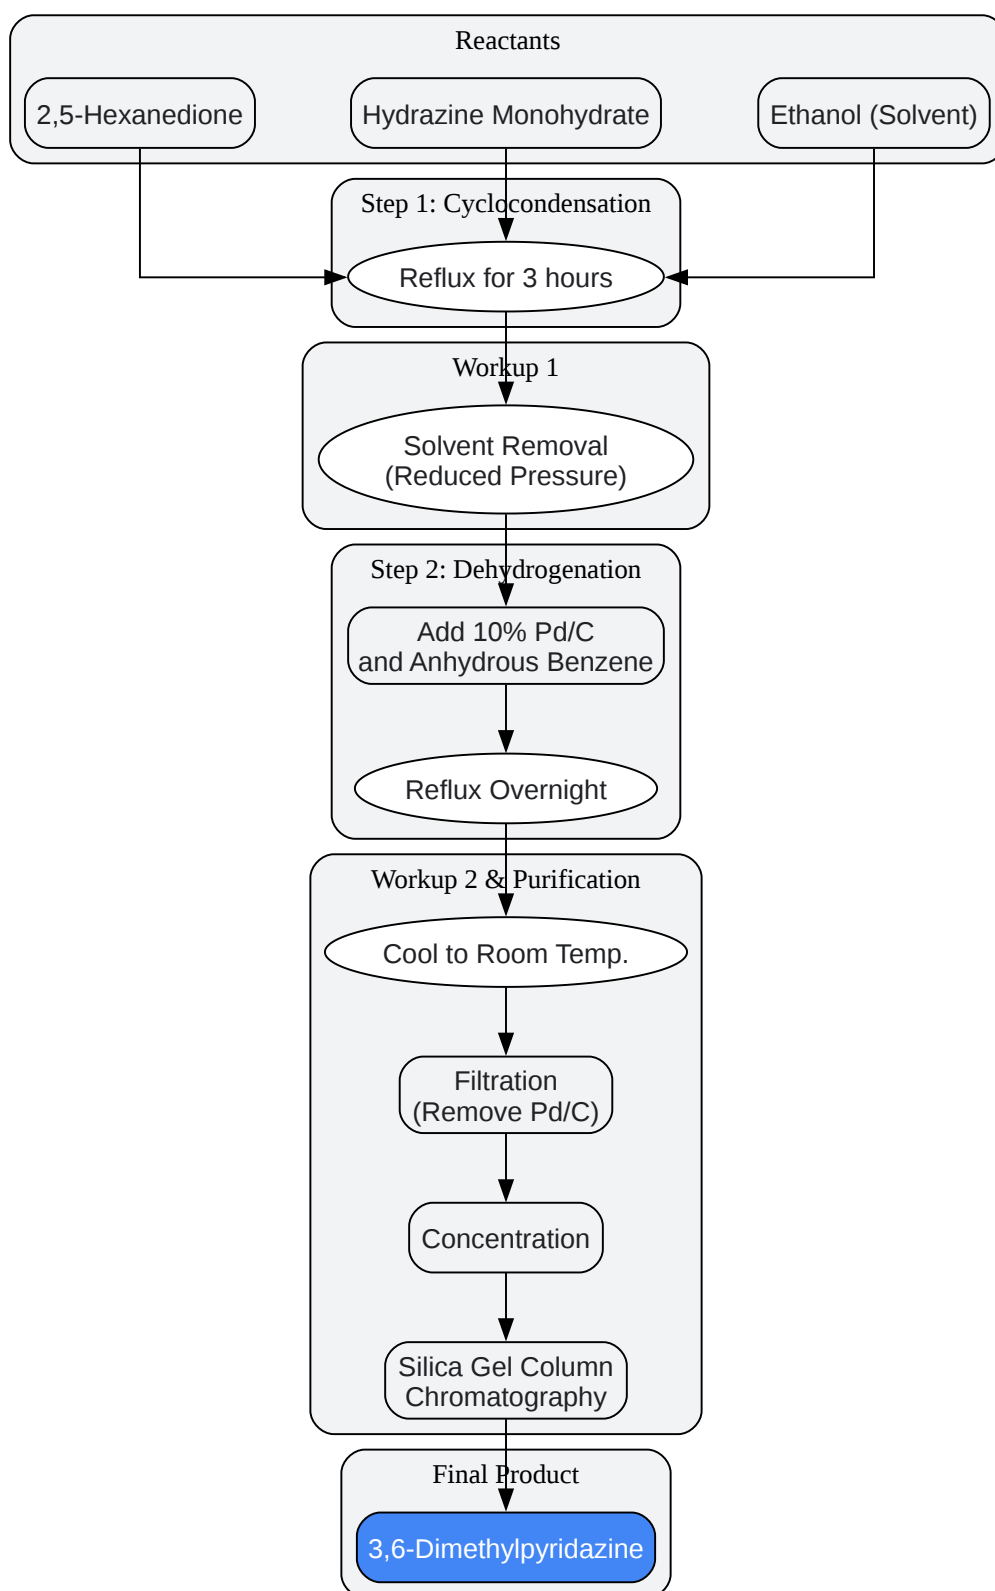 Reactants
2,5-Hexanedione
Hydrazine Monohydrate
Ethanol (Solvent)
Step 1: Cyclocondensation
Reflux for 3 hours
Workup 1
Solvent Removal
(Reduced Pressure)
Step 2: Dehydrogenation
Add 10% Pd/C
and Anhydrous Benzene
Reflux Overnight
Workup 2 & Purification
Cool to Room Temp.
Filtration
(Remove Pd/C)
Concentration
Silica Gel Column
Chromatography
Final Product
3,6-Dimethylpyridazine